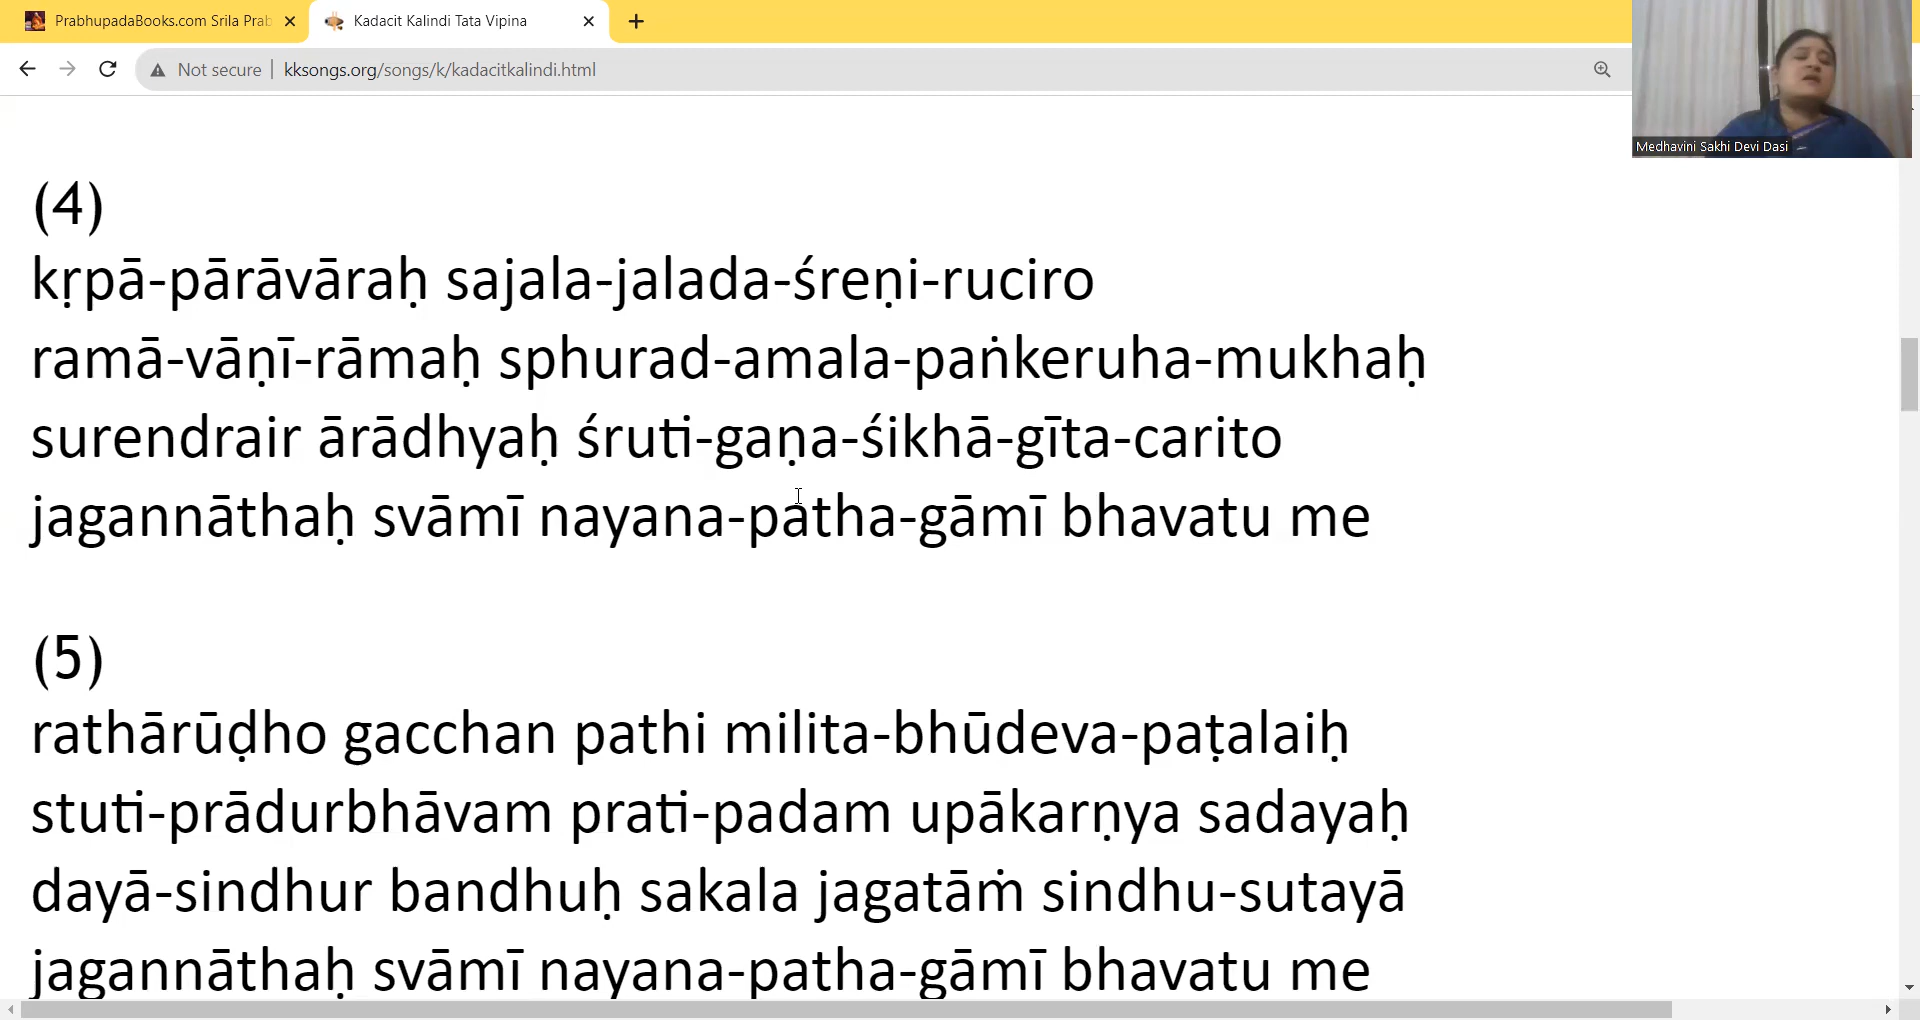 PrabhupadaBooks.com Srila Prab
Kadacit Kalindi Tata Vipina
Not secure
kksongs.org/songs/k/kadacitkalindi.html
Medhavini Sakhi Devi Dasi
(4)
kṛpā-pārāvāraḥ sajala-jalada-śreṇi-ruciro
ramā-vāṇī-rāmaḥ sphurad-amala-paṅkeruha-mukhaḥ
surendrair ārādhyaḥ śruti-gaṇa-śikhā-gīta-carito
jagannāthaḥ svāmī nayana-patha-gāmī bhavatu me
(5)
rathārūḍho gacchan pathi milita-bhūdeva-paṭalaiḥ
stuti-prādurbhāvam prati-padam upākarṇya sadayaḥ
dayā-sindhur bandhuḥ sakala jagatāṁ sindhu-sutayā
jagannāthaḥ svāmī nayana-patha-gāmī bhavatu me